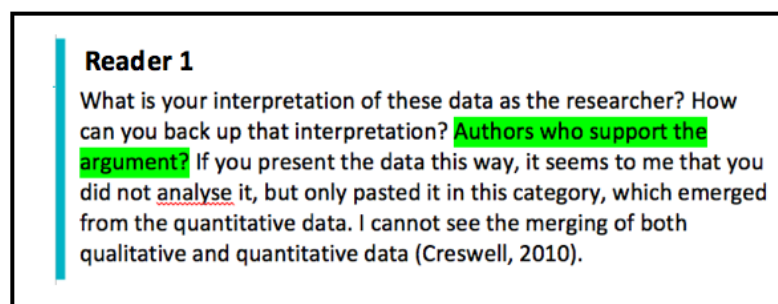 Reader 1
What is your interpretation of these data as the researcher? How
can you back up that interpretation? Authors who support the
argument? If you present the data this way, it seems to me that you
did not analyse it, but only pasted it in this category, which emerged
from the quantitative data. I cannot see the merging of both
qualitative and quantitative data (Creswell, 2010).